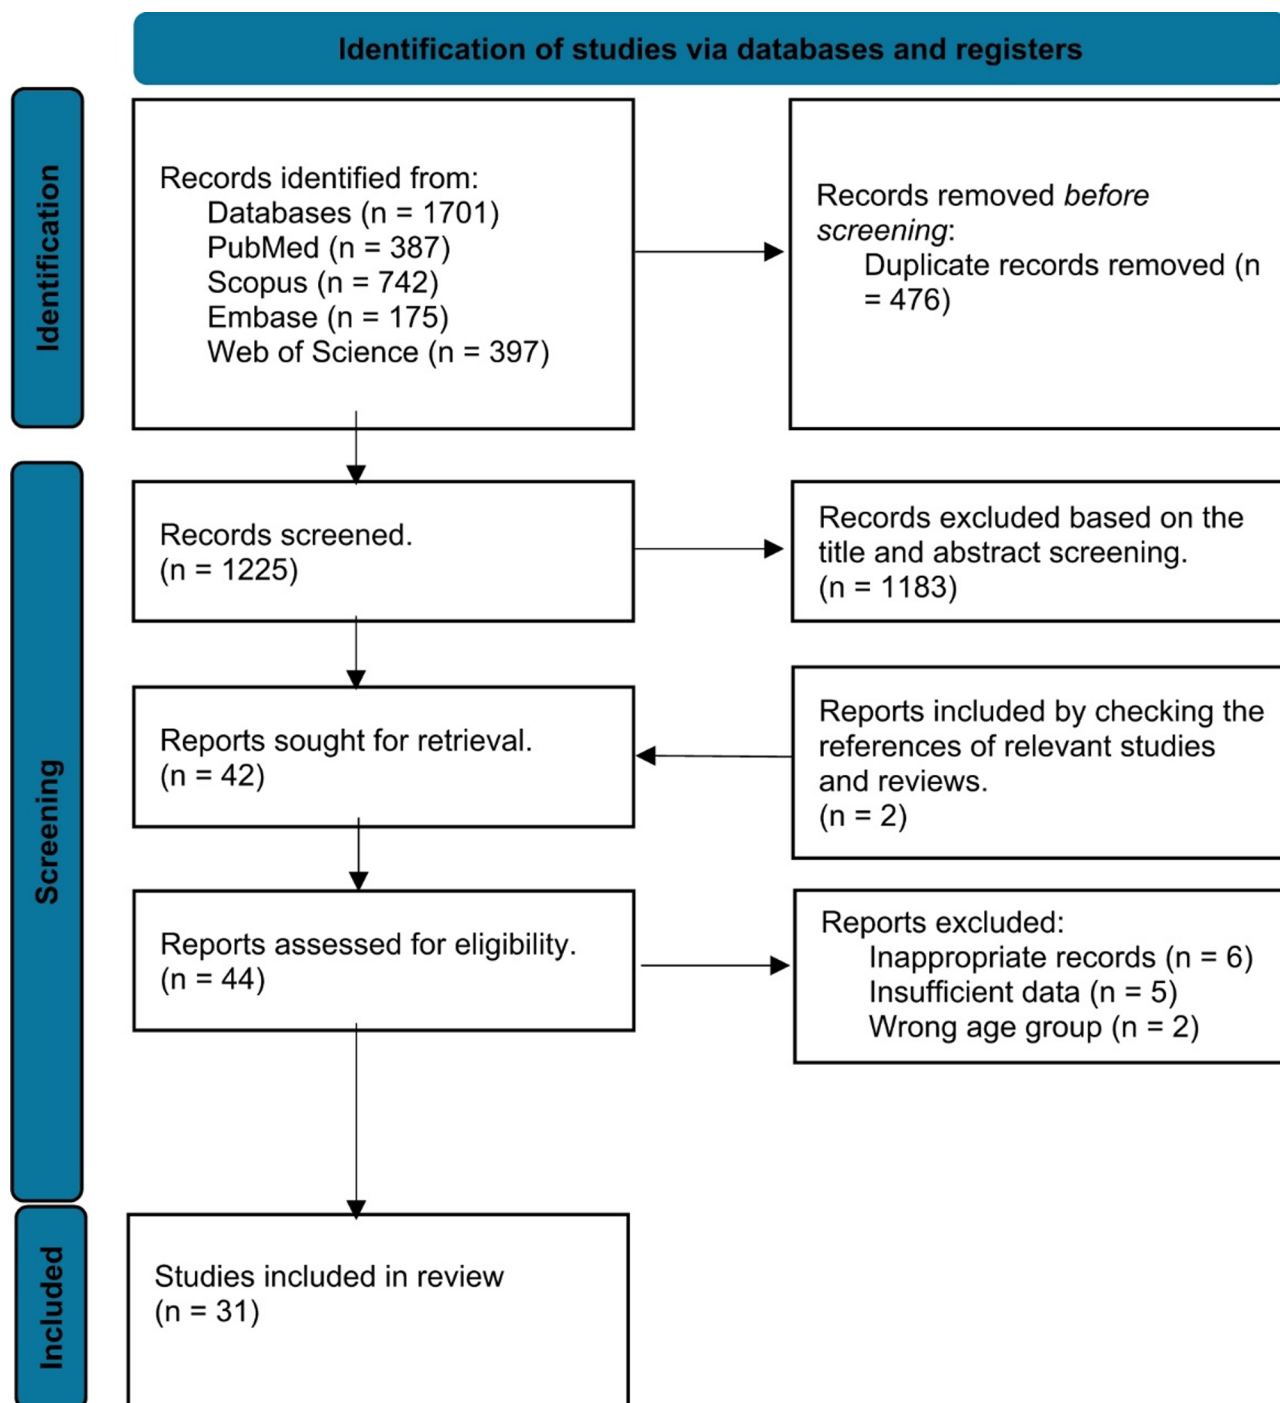 Identification of studies via databases and registers
Identification
Records identified from:
Databases (n = 1701)
PubMed (n = 387)
Scopus (n = 742)
Embase (n = 175)
Web of Science (n = 397)
Records removed before
screening:
Duplicate records removed (n
= 476)
Screening
Records screened.
(n = 1225)
Records excluded based on the
title and abstract screening.
(n = 1183)
Reports sought for retrieval.
(n = 42)
Reports included by checking the
references of relevant studies
and reviews.
(n = 2)
Reports assessed for eligibility.
(n = 44)
Reports excluded:
Inappropriate records (n = 6)
Insufficient data (n = 5)
Wrong age group (n = 2)
Included
Studies included in review
(n = 31)